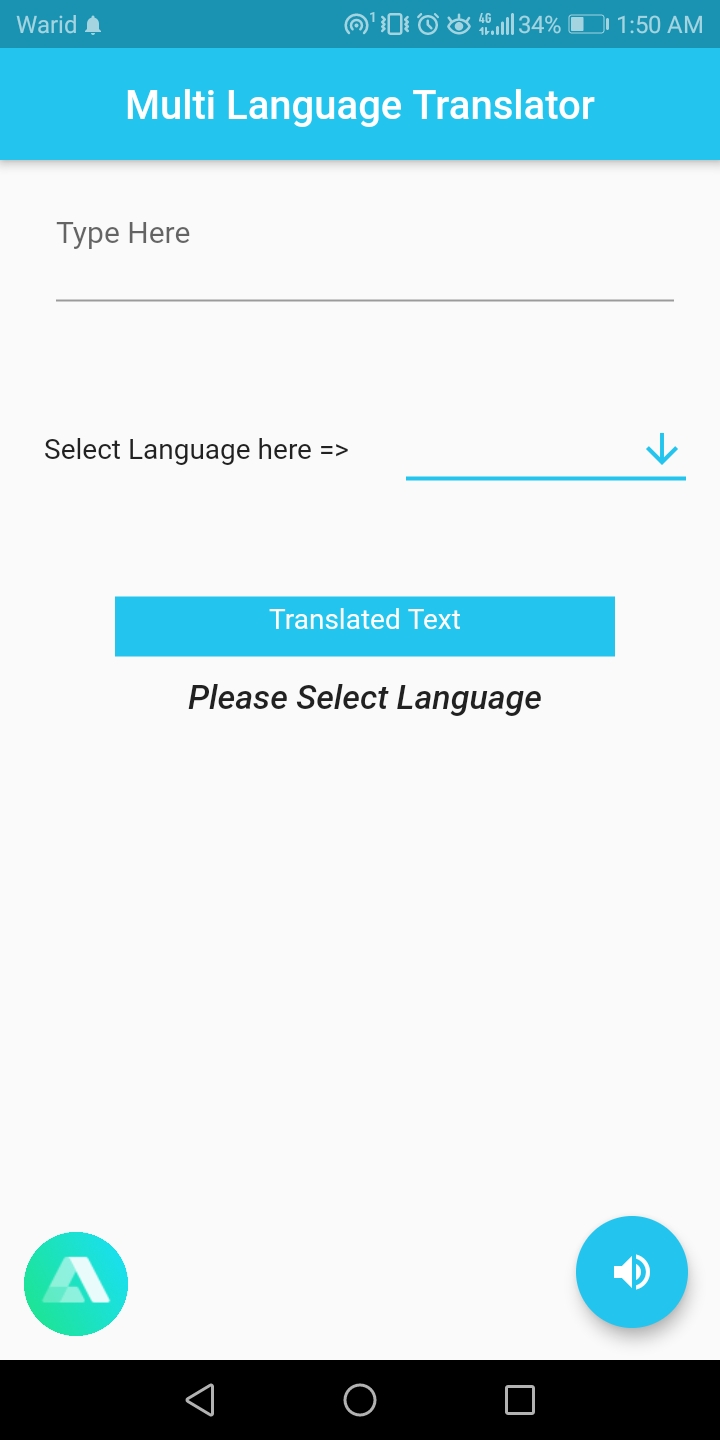 Warid 1 4G 34% 1:50 AM
Multi Language Translator
Type Here
Select Language here =>
Translated Text
Please Select Language